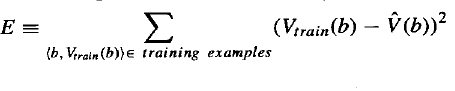 E ≡ ∑ (V_train(b) − V̂(b))²
⟨b, V_train(b)⟩∈ training examples